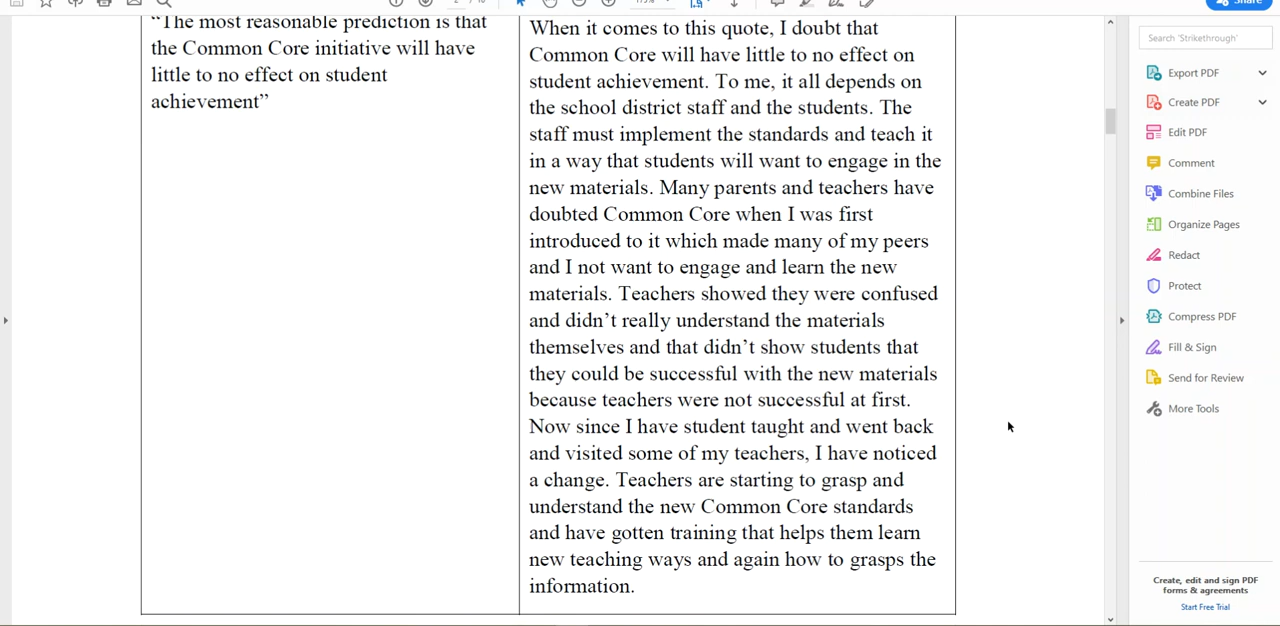 “The most reasonable prediction is that
the Common Core initiative will have
little to no effect on student
achievement”
When it comes to this quote, I doubt that
Common Core will have little to no effect on
student achievement. To me, it all depends on
the school district staff and the students. The
staff must implement the standards and teach it
in a way that students will want to engage in the
new materials. Many parents and teachers have
doubted Common Core when I was first
introduced to it which made many of my peers
and I not want to engage and learn the new
materials. Teachers showed they were confused
and didn’t really understand the materials
themselves and that didn’t show students that
they could be successful with the new materials
because teachers were not successful at first.
Now since I have student taught and went back
and visited some of my teachers, I have noticed
a change. Teachers are starting to grasp and
understand the new Common Core standards
and have gotten training that helps them learn
new teaching ways and again how to grasps the
information.
Share
Search 'Strikethrough'
Export PDF
Create PDF
Edit PDF
Comment
Combine Files
Organize Pages
Redact
Protect
Compress PDF
Fill & Sign
Send for Review
More Tools
Create, edit and sign PDF
forms & agreements
Start Free Trial